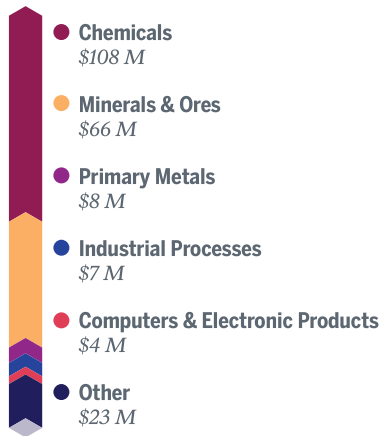 Chemicals
$108 M
Minerals & Ores
$66 M
Primary Metals
$8 M
Industrial Processes
$7 M
Computers & Electronic Products
$4 M
Other
$23 M